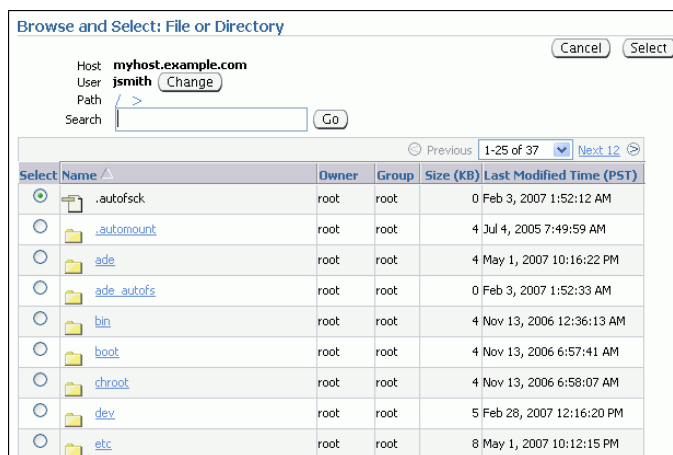 Browse and Select: File or Directory
Cancel Select
Host myhost.example.com
User jsmith Change
Path / >
Search Go
Previous 1-25 of 37 Next 12
Select Name Owner Group Size (KB) Last Modified Time (PST)
.autofsck root root 0 Feb 3, 2007 1:52:12 AM
.automount root root 4 Jul 4, 2005 7:49:59 AM
ade root root 4 May 1, 2007 10:16:22 PM
ade_autofs root root 0 Feb 3, 2007 1:52:33 AM
bin root root 4 Nov 13, 2006 12:36:13 AM
boot root root 4 Nov 13, 2006 6:57:41 AM
chroot root root 4 Nov 13, 2006 6:58:07 AM
dev root root 5 Feb 28, 2007 12:16:20 PM
etc root root 8 May 1, 2007 10:12:15 PM